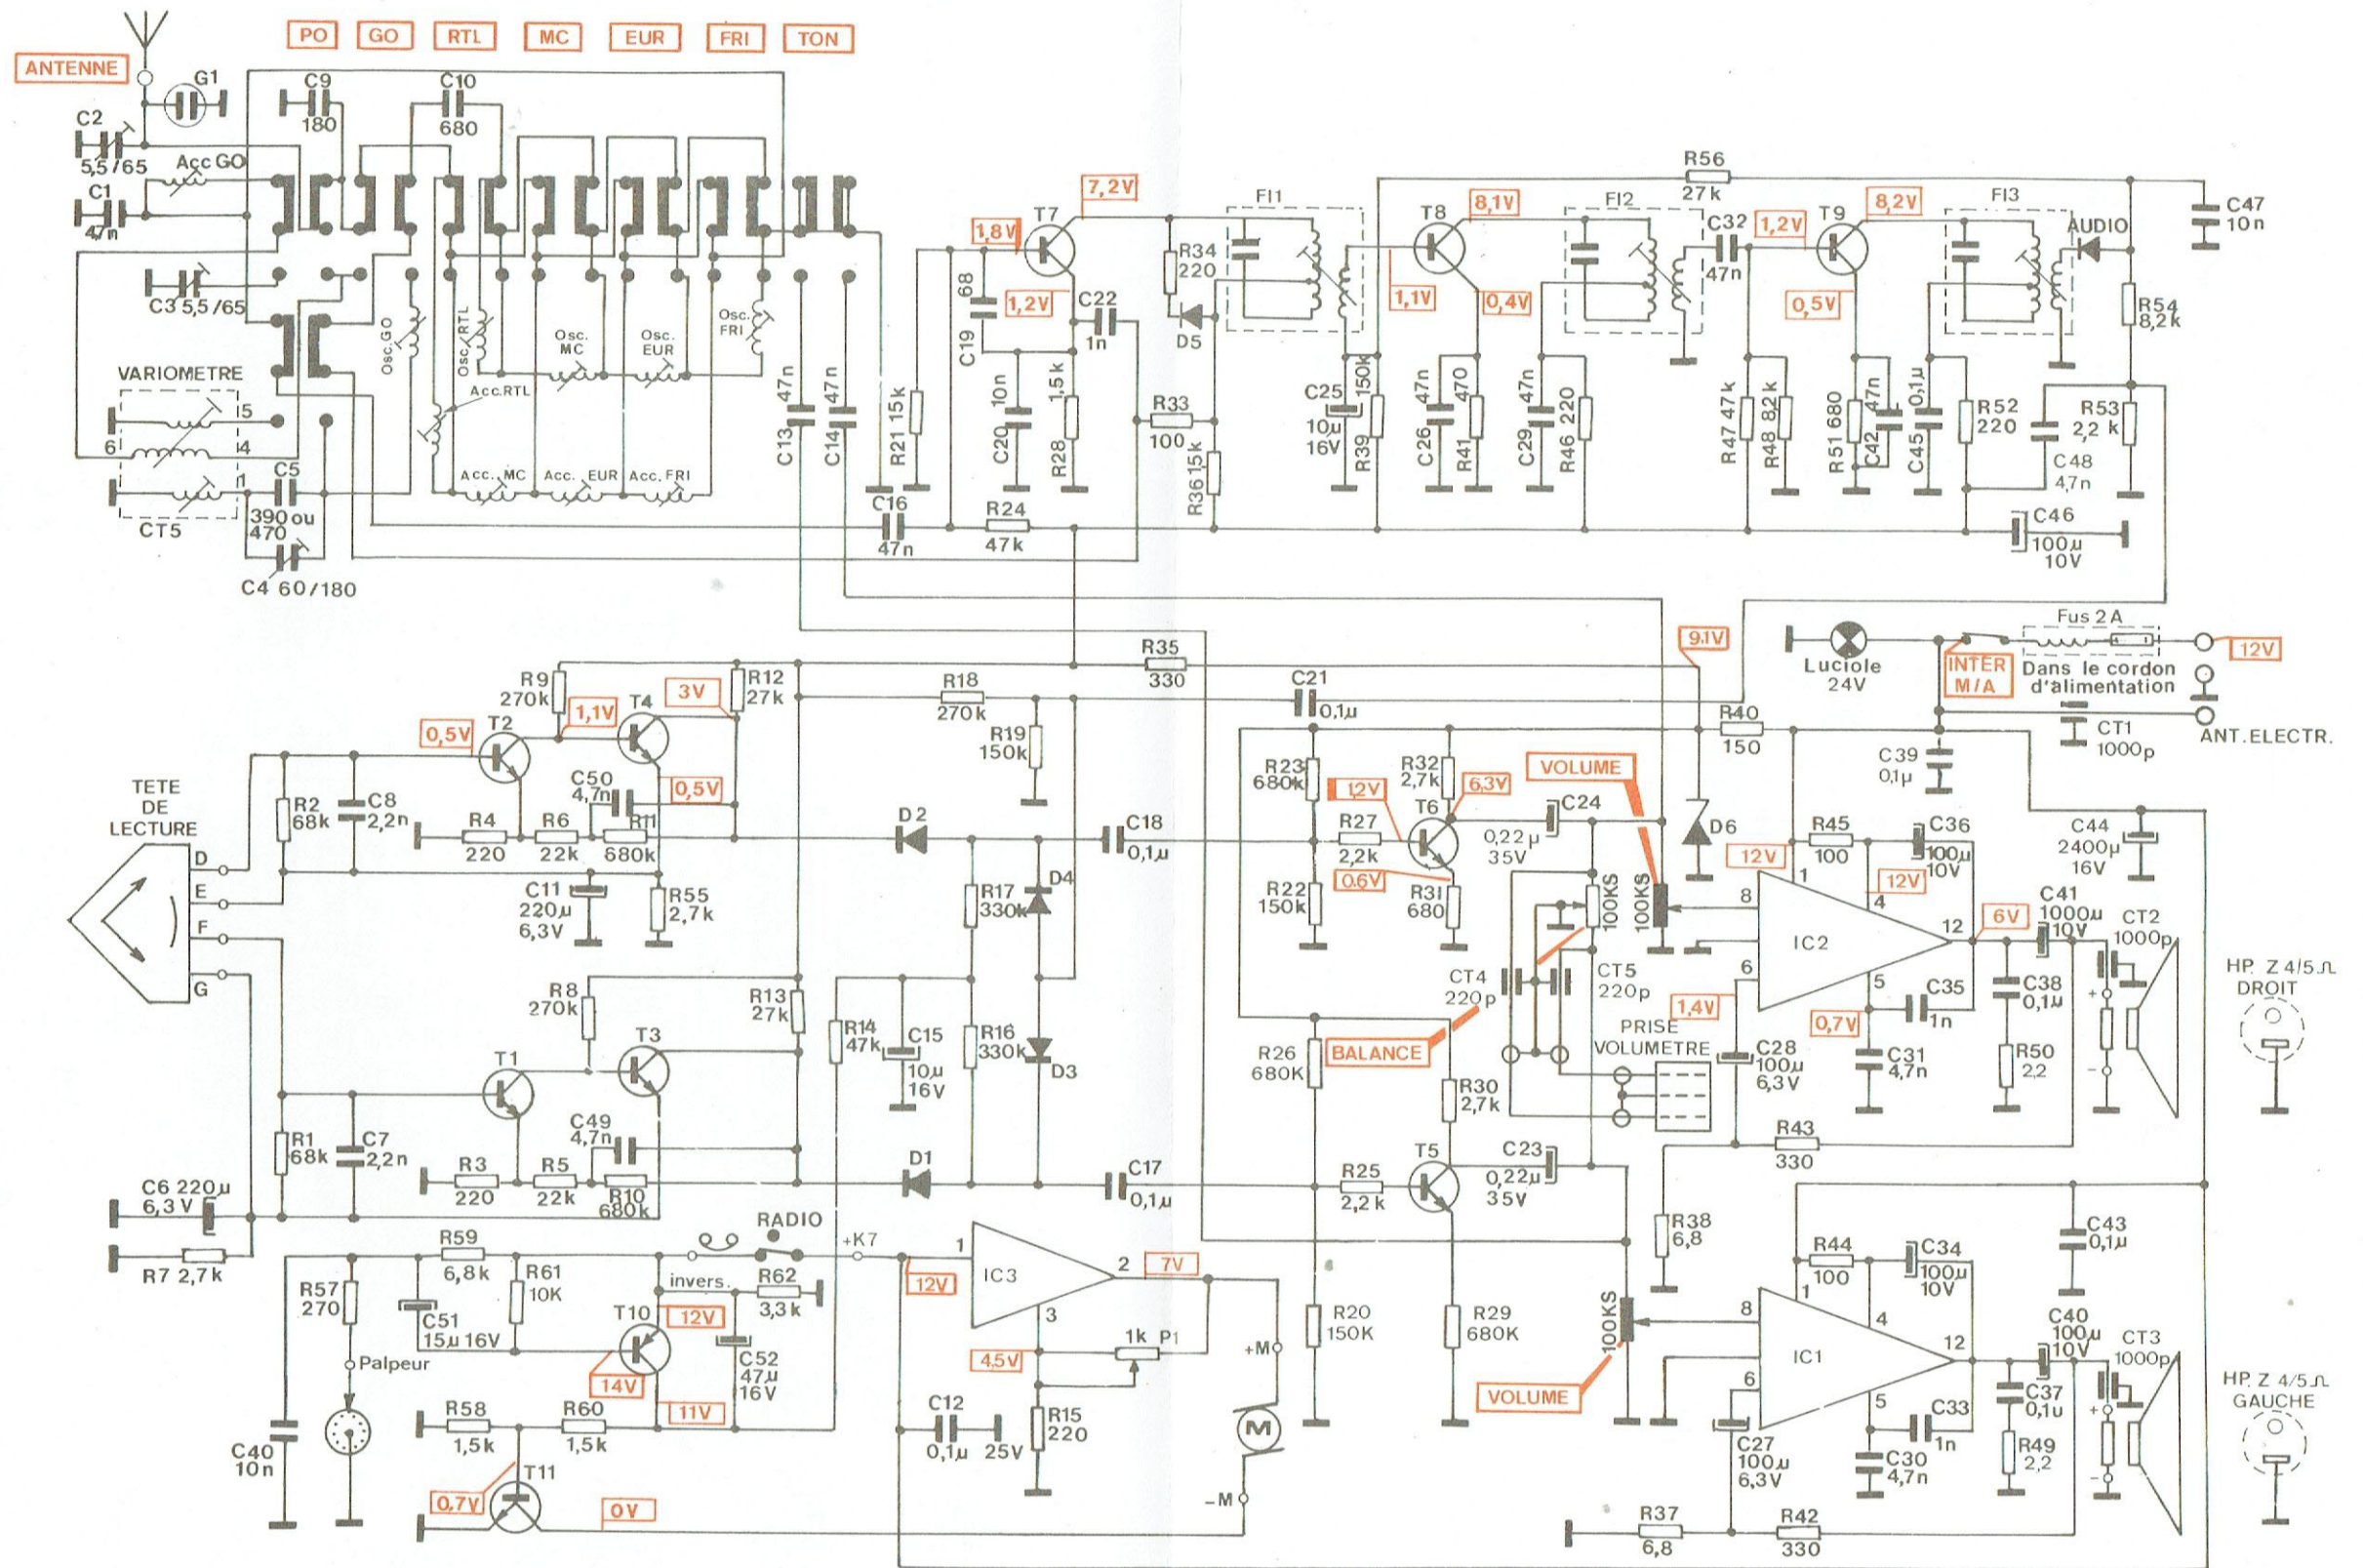 PO GO RTL MC EUR FRI TON
ANTENNE
G1
C9
180
C10
680
C2
5,5/65
Acc GO
C1
47n
C3 5,5/65
VARIOMETRE
5
6
4
1
CT5
C5
390 ou
470
C4 60/180
Osc.GO
Osc.RTL
Acc.RTL
Osc.
MC
Osc.
EUR
Osc.
FRI
Acc. MC
Acc. EUR
Acc. FRI
C13 47n
C14 47n
C16
47n
R21 15k
R24
47k
1,8V
T7
7,2V
1,2V
68
C19
C20 10n
R28 1,5k
C22
1n
R33
100
R34
220
D5
R36 15k
FI1
C25
10µ
16V
R39 150k
T8
8,1V
1,1V
0,4V
C26 47n
R41 470
C29 47n
R46 220
R56
27k
FI2
C32
47n
1,2V
T9
8,2V
0,5V
R47 47k
R48 8,2k
R51 680
C42 47n
C45 0,1µ
R52
220
FI3
AUDIO
C47
10n
R54
8,2k
R53
2,2
k
C48
4,7n
C46
100µ
10V
Fus 2A
12V
Luciole
24V
INTER
M/A
Dans le cordon
d'alimentation
ANT.ELECTR.
CT1
1000p
C39
0,1µ
C44
2400µ
16V
9.1V
R35
330
R40
150
D6
C21
0,1µ
R18
270k
R19
150k
R9
270k
R12
27k
T2
0,5V
1,1V
T4
3V
0,5V
C50
4,7n
R2
68k
C8
2,2n
R4
220
R6
22k
R11
680k
C11
220µ
6,3V
R55
2,7k
TETE
DE
LECTURE
D
E
F
G
D2
D4
R17
330k
C18
0,1µ
R23
680k
R22
150k
R27
2,2k
1,2V
T6
6,3V
0.6V
R32
2,7k
R31
680
C24
0,22µ
35V
VOLUME
100KS
100KS
CT4
220p
CT5
220p
BALANCE
PRISE
VOLUMETRE
R45
100
C36
100µ
10V
12V
12V
1
8
4
12
6
5
IC2
6V
C41
1000µ
10V
CT2
1000p
1,4V
0,7V
C35
1n
C38
0,1µ
C31
4,7n
R50
2,2
C28
100µ
6,3V
R43
330
+
-
HP. Z 4/5Ω
DROIT
R8
270k
R13
27k
T1
T3
R14
47k
C15
10µ
16V
R16
330k
D3
D1
C17
0,1µ
C49
4,7n
R1
68k
C7
2,2n
R3
220
R5
22k
R10
680k
C6 220µ
6,3V
R7 2,7k
R26
680K
R30
2,7k
R25
2,2k
T5
C23
0,22µ
35V
R20
150K
R29
680K
R38
6,8
RADIO
+K7
R59
6,8k
R57
270
R61
10K
invers.
R62
3,3k
C51
15µ 16V
T10
12V
14V
11V
C52
47µ
16V
Palpeur
C40
10n
R58
1,5k
R60
1,5k
T11
0.7V
0V
1
IC3
2
3
12V
7V
4.5V
1k P1
C12
0,1µ
25V
R15
220
+M
M
-M
VOLUME
100KS
R44
100
C34
100µ
10V
C43
0,1µ
1
8
4
12
6
5
IC1
C40
100µ
10V
CT3
1000p
C33
1n
C37
0,1u
C30
4,7n
R49
2,2
C27
100µ
6,3V
R37
6,8
R42
330
+
-
HP. Z 4/5Ω
GAUCHE